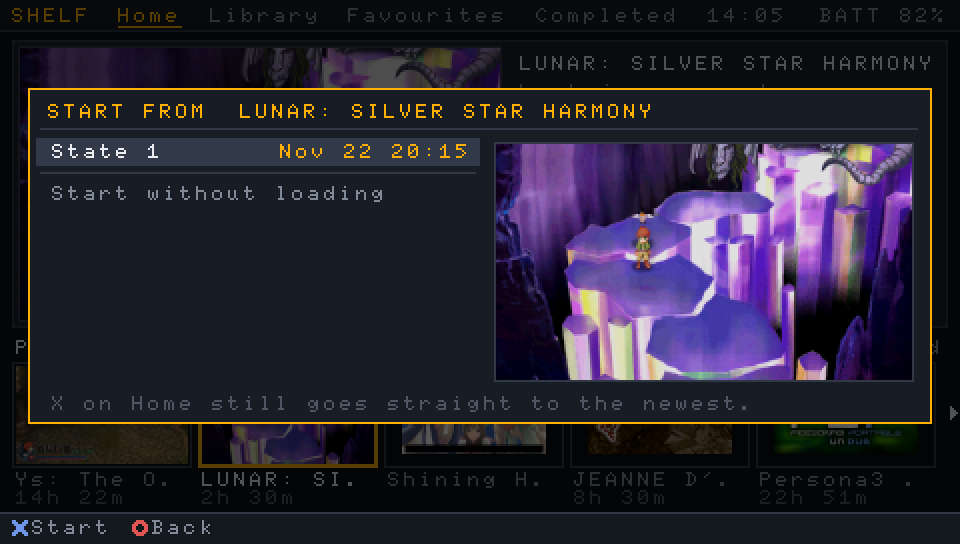 SHELF Home Library Favourites Completed 14:05 BATT 82%
LUNAR: SILVER STAR HARMONY
START FROM LUNAR: SILVER STAR HARMONY
State 1 Nov 22 20:15
Start without loading
X on Home still goes straight to the newest.
Ys: The O. LUNAR: SI. Shining H. JEANNE D'. Persona3 .
14h 22m 2h 30m 8h 30m 22h 51m
Start Back